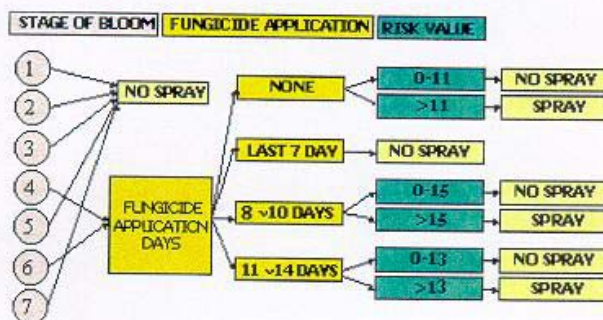 STAGE OF BLOOM FUNGICIDE APPLICATION RISK VALUE
1
2
3
4
5
6
7
NO SPRAY
FUNGICIDE
APPLICATION
DAYS
NONE
0-11 NO SPRAY
>11 SPRAY
LAST 7 DAY NO SPRAY
8 ~10 DAYS
0-15 NO SPRAY
>15 SPRAY
11 ~14 DAYS
0-13 NO SPRAY
>13 SPRAY